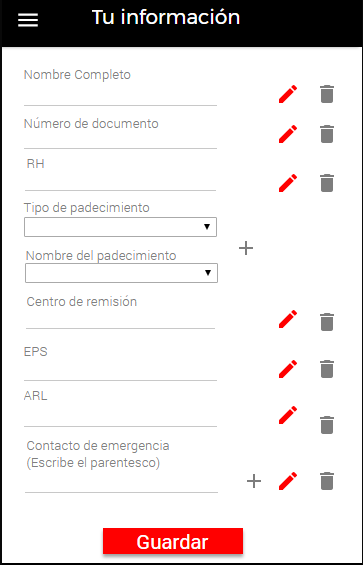 Tu información
Nombre Completo
Número de documento
RH
Tipo de padecimiento
Nombre del padecimiento
Centro de remisión
EPS
ARL
Contacto de emergencia
(Escribe el parentesco)
Guardar